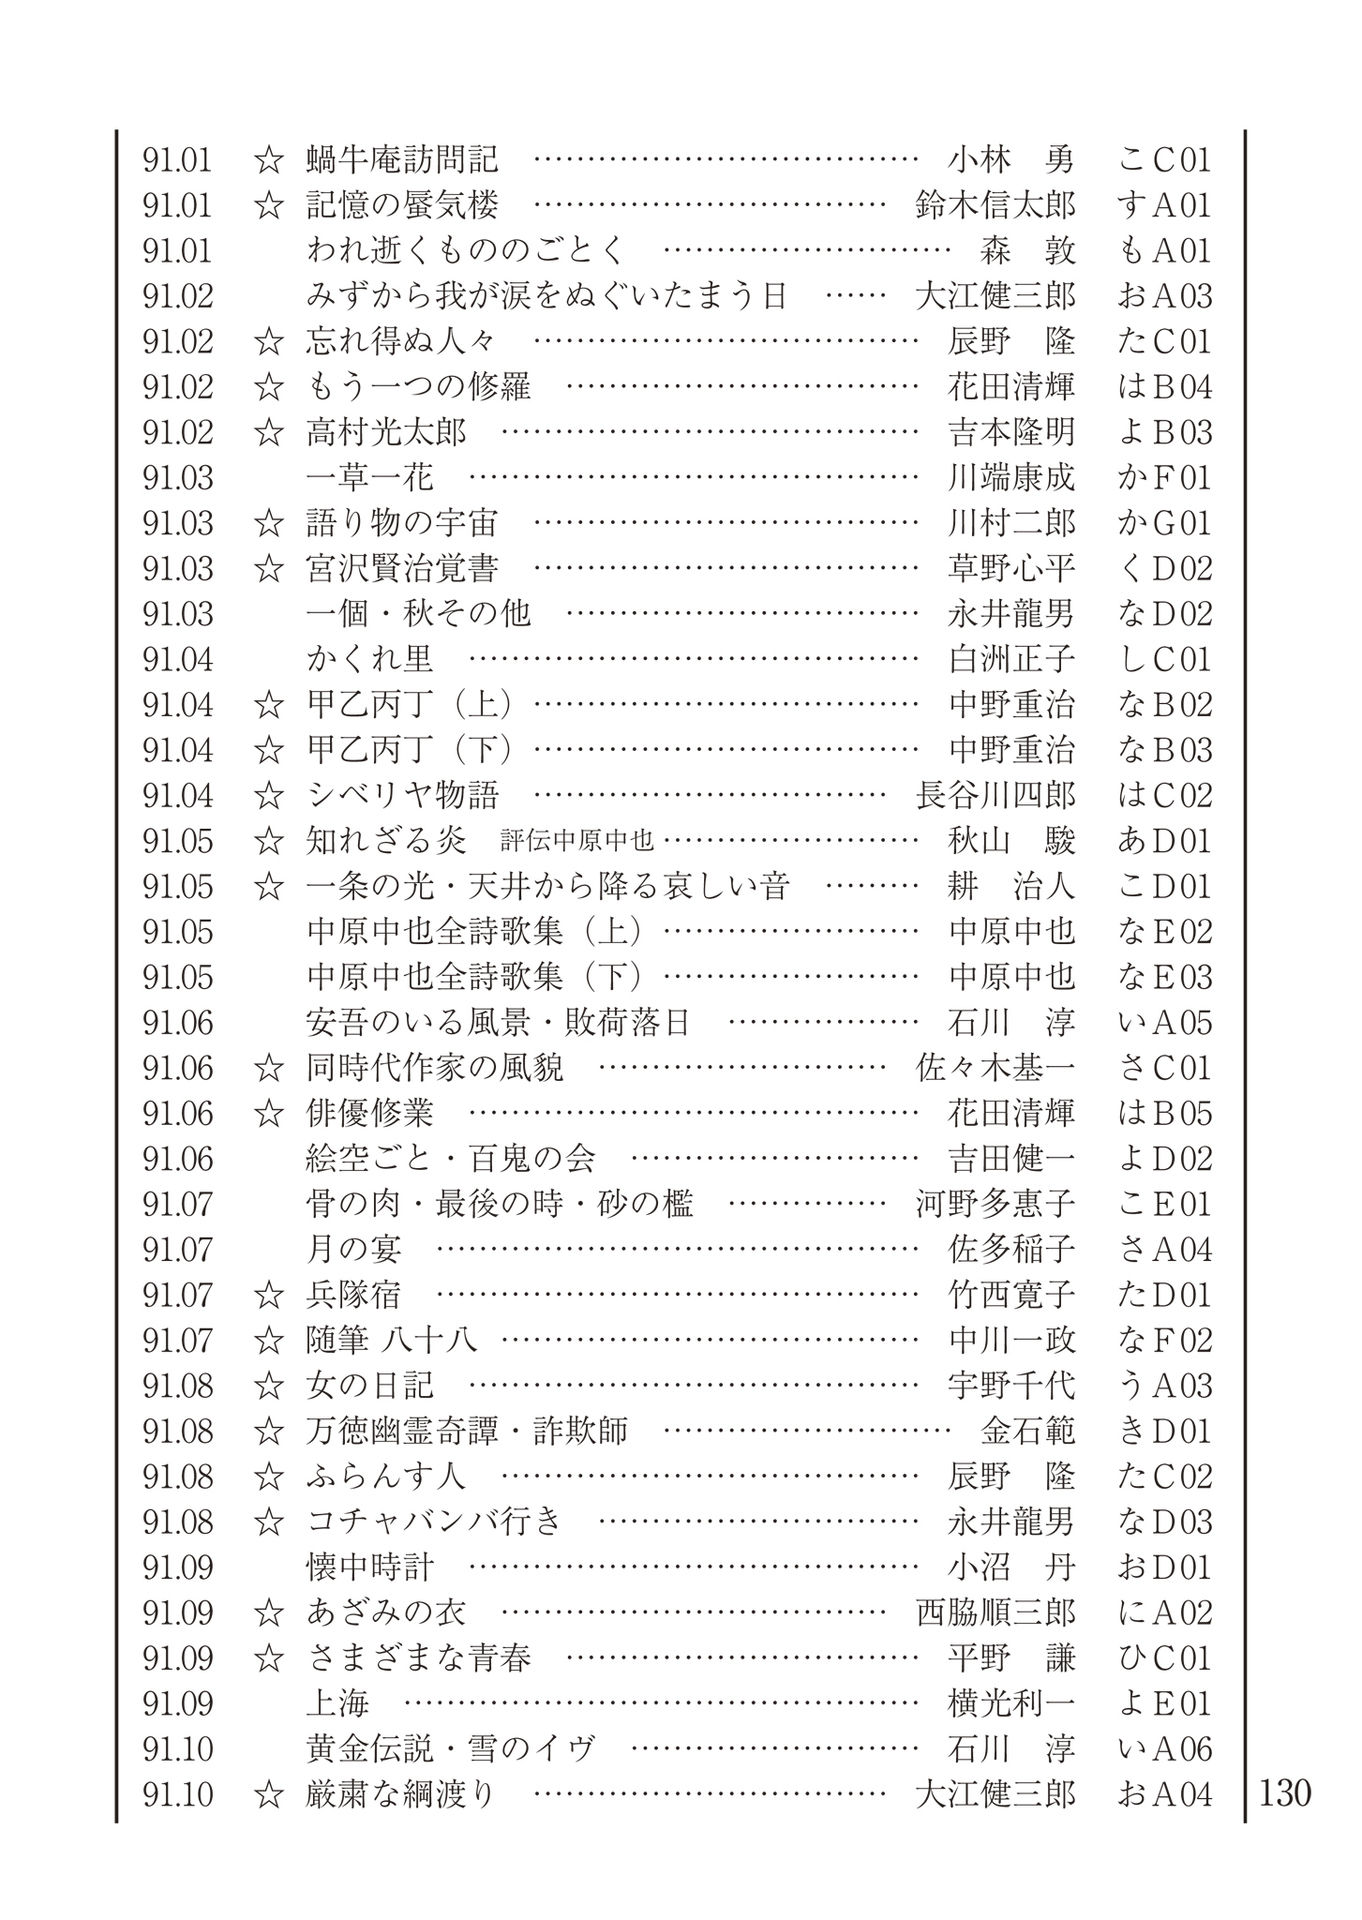 91.01 ☆ 蝸牛庵訪問記 ………………………………… 小林　勇 こC01
91.01 ☆ 記憶の蜃気楼 ……………………………… 鈴木信太郎 すA01
91.01 われ逝くもののごとく ……………………… 森　敦 もA01
91.02 みずから我が涙をぬぐいたまう日 …… 大江健三郎 おA03
91.02 ☆ 忘れ得ぬ人々 ……………………………… 辰野　隆 たC01
91.02 ☆ もう一つの修羅 …………………………… 花田清輝 はB04
91.02 ☆ 高村光太郎 ………………………………… 吉本隆明 よB03
91.03 一草一花 …………………………………… 川端康成 かF01
91.03 ☆ 語り物の宇宙 ……………………………… 川村二郎 かG01
91.03 ☆ 宮沢賢治覚書 ……………………………… 草野心平 くD02
91.03 一個・秋その他 …………………………… 永井龍男 なD02
91.04 かくれ里 …………………………………… 白洲正子 しC01
91.04 ☆ 甲乙丙丁（上） ……………………………… 中野重治 なB02
91.04 ☆ 甲乙丙丁（下） ……………………………… 中野重治 なB03
91.04 ☆ シベリヤ物語 …………………………… 長谷川四郎 はC02
91.05 ☆ 知れざる炎　評伝中原中也 …………………… 秋山　駿 あD01
91.05 ☆ 一条の光・天井から降る哀しい音 ……… 耕　治人 こD01
91.05 中原中也全詩歌集（上） …………………… 中原中也 なE02
91.05 中原中也全詩歌集（下） …………………… 中原中也 なE03
91.06 安吾のいる風景・敗荷落日 ……………… 石川　淳 いA05
91.06 ☆ 同時代作家の風貌 ……………………… 佐々木基一 さC01
91.06 ☆ 俳優修業 …………………………………… 花田清輝 はB05
91.06 絵空ごと・百鬼の会 ……………………… 吉田健一 よD02
91.07 骨の肉・最後の時・砂の檻 …………… 河野多惠子 こE01
91.07 月の宴 ……………………………………… 佐多稲子 さA04
91.07 ☆ 兵隊宿 ……………………………………… 竹西寛子 たD01
91.07 ☆ 随筆 八十八 ………………………………… 中川一政 なF02
91.08 ☆ 女の日記 …………………………………… 宇野千代 うA03
91.08 ☆ 万徳幽霊奇譚・詐欺師 ……………………… 金石範 きD01
91.08 ☆ ふらんす人 ………………………………… 辰野　隆 たC02
91.08 ☆ コチャバンバ行き ………………………… 永井龍男 なD03
91.09 懐中時計 …………………………………… 小沼　丹 おD01
91.09 ☆ あざみの衣 ……………………………… 西脇順三郎 にA02
91.09 ☆ さまざまな青春 …………………………… 平野　謙 ひC01
91.09 上海 ………………………………………… 横光利一 よE01
91.10 黄金伝説・雪のイヴ ……………………… 石川　淳 いA06
91.10 ☆ 厳粛な綱渡り …………………………… 大江健三郎 おA04
130